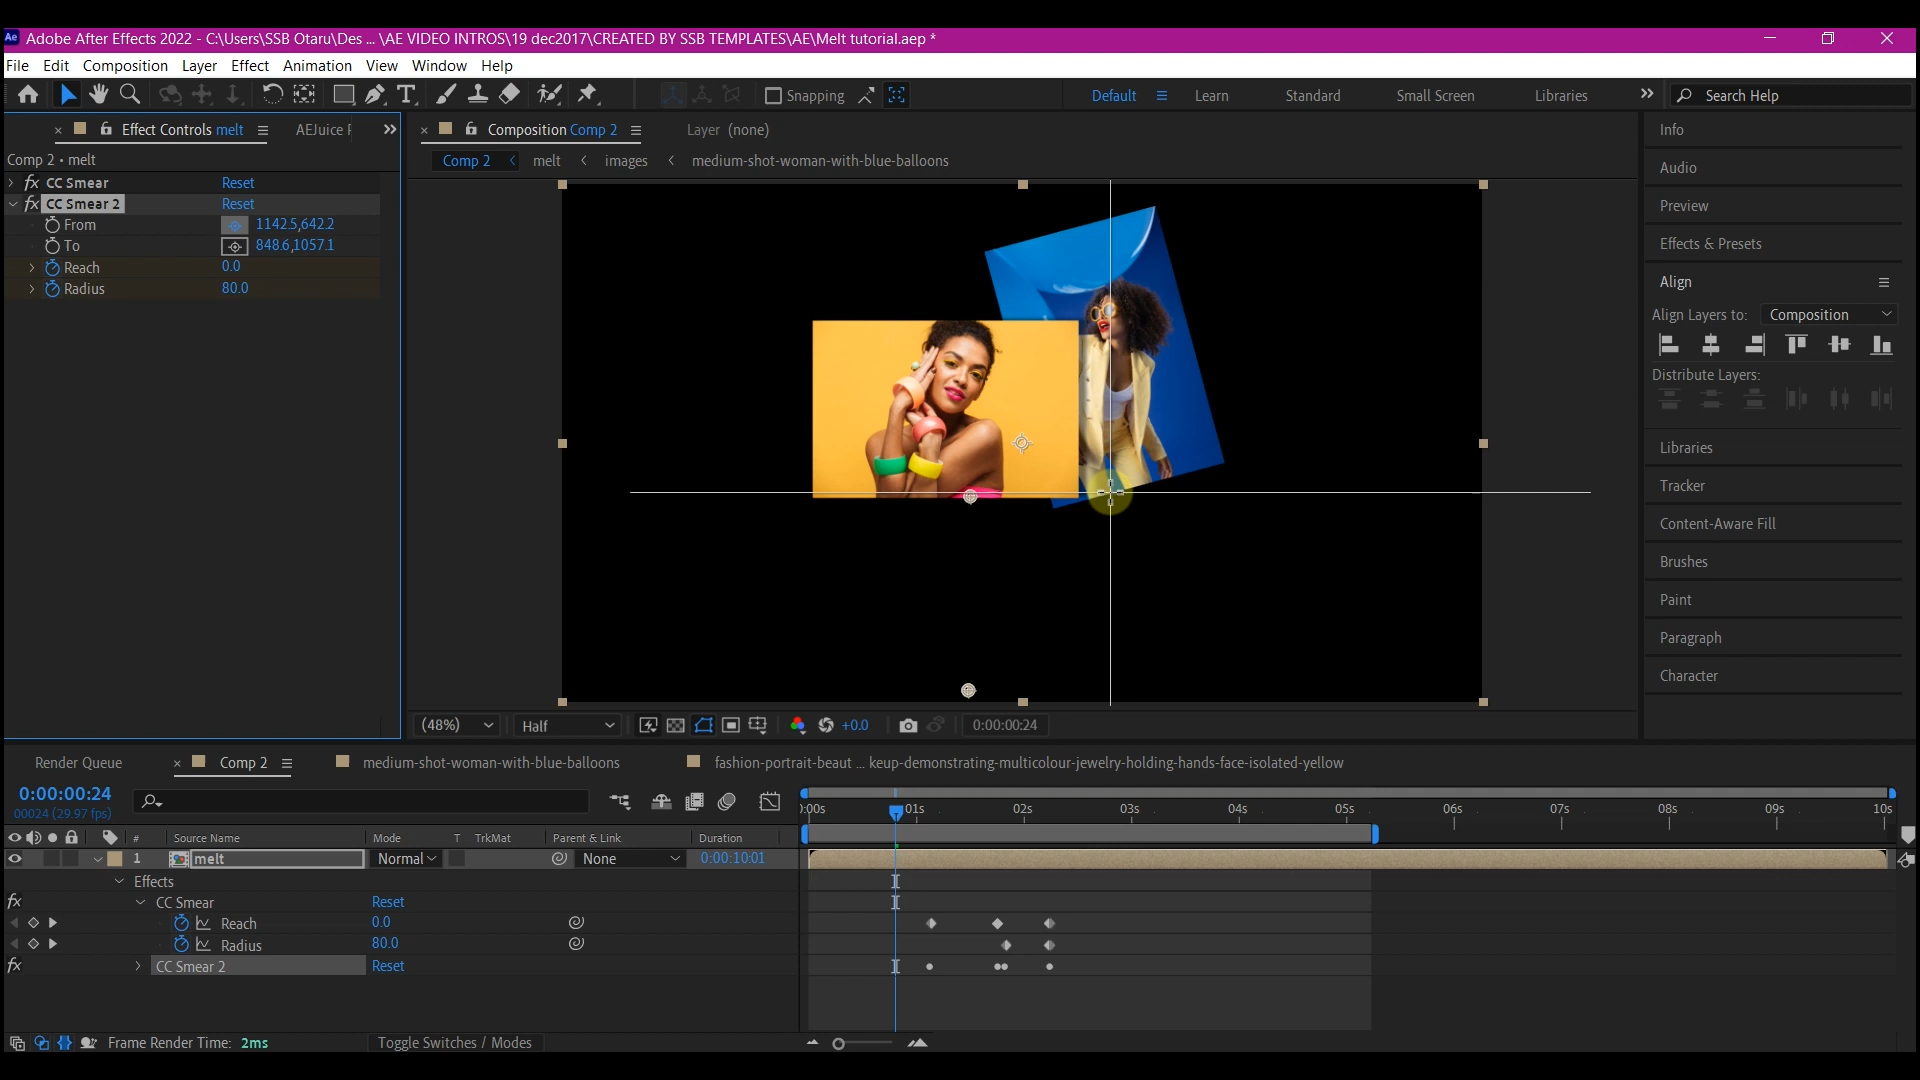 Ae Adobe After Effects 2022 - C:\Users\SSB Otaru\Des ... \AE VIDEO INTROS\19 dec2017\CREATED BY SSB TEMPLATES\AE\Melt tutorial.aep *
File Edit Composition Layer Effect Animation View Window Help
Snapping Default Learn Standard Small Screen Libraries Search Help
Effect Controls melt AEJuice
Composition Comp 2 Layer (none)
Comp 2 • melt
Comp 2 melt images medium-shot-woman-with-blue-balloons
fx CC Smear Reset
fx CC Smear 2 Reset
From 1142.5,642.2
To 848.6,1057.1
Reach 0.0
Radius 80.0
Info
Audio
Preview
Effects & Presets
Align
Align Layers to: Composition
Distribute Layers:
Libraries
Tracker
Content-Aware Fill
Brushes
Paint
Paragraph
Character
(48%) Half +0.0 0:00:00:24
Render Queue Comp 2 medium-shot-woman-with-blue-balloons fashion-portrait-beaut ... keup-demonstrating-multicolour-jewelry-holding-hands-face-isolated-yellow
0:00:00:24
00024 (29.97 fps)
):00s 01s 02s 03s 04s 05s 06s 07s 08s 09s 10s
# Source Name Mode T TrkMat Parent & Link Duration
1 melt Normal None 0:00:10:01
Effects
fx CC Smear Reset
Reach 0.0
Radius 80.0
fx CC Smear 2 Reset
Frame Render Time: 2ms Toggle Switches / Modes